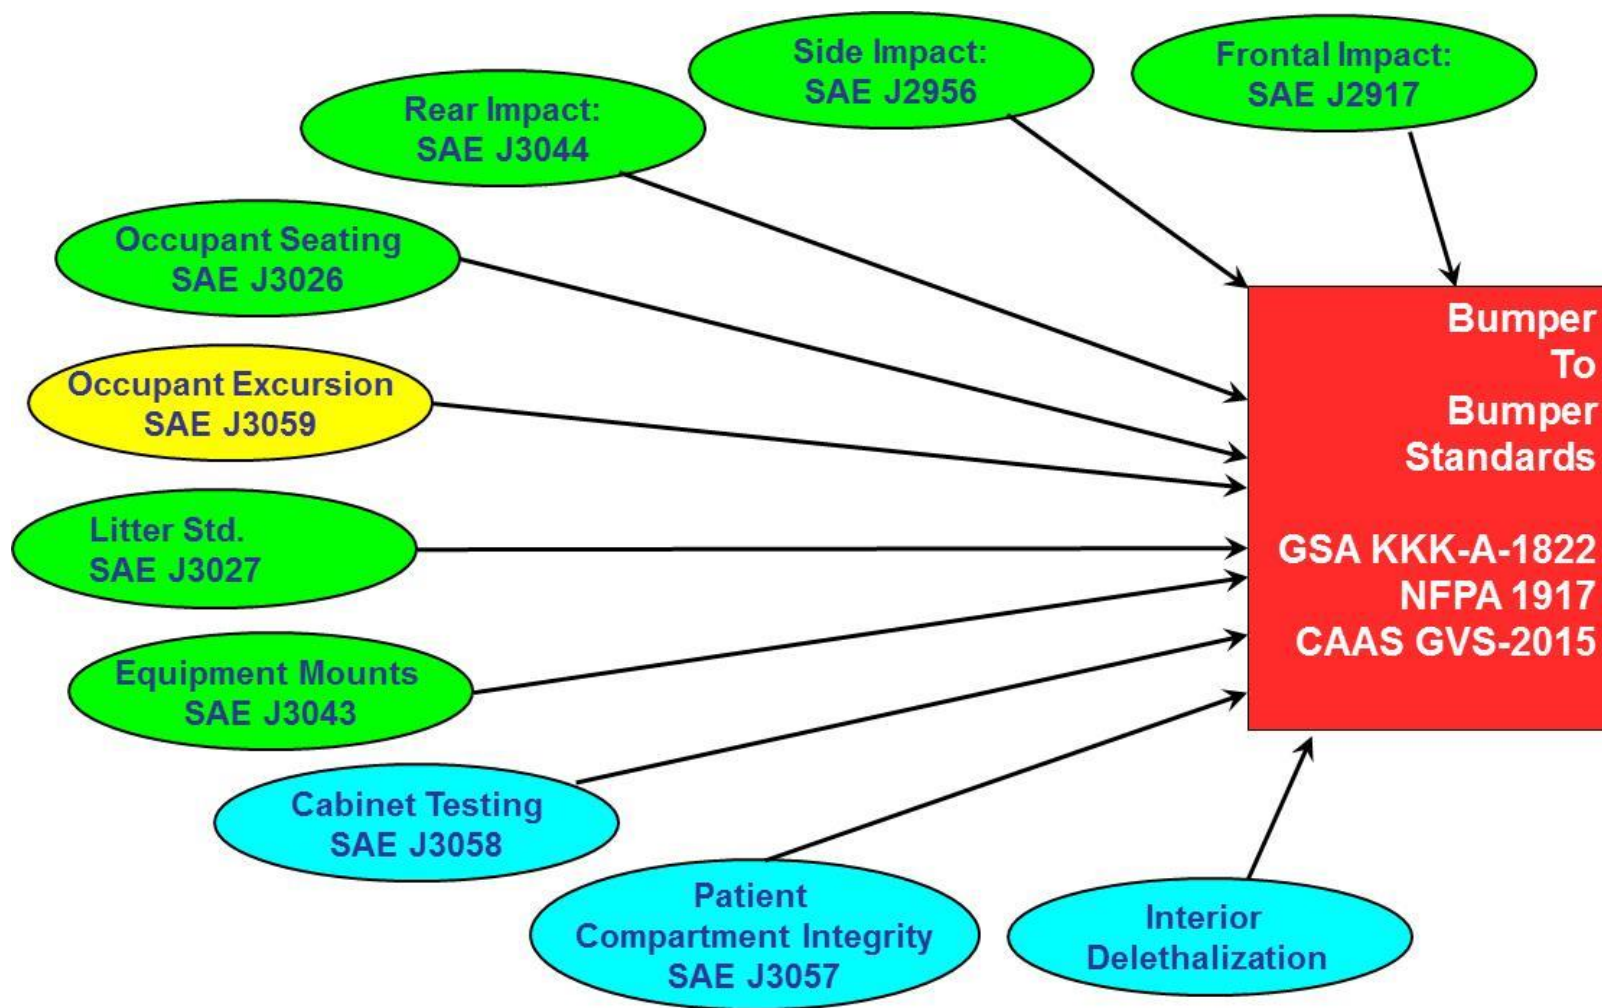 Side Impact:
SAE J2956
Frontal Impact:
SAE J2917
Rear Impact:
SAE J3044
Occupant Seating
SAE J3026
Occupant Excursion
SAE J3059
Litter Std.
SAE J3027
Equipment Mounts
SAE J3043
Cabinet Testing
SAE J3058
Patient
Compartment Integrity
SAE J3057
Interior
Delethalization
Bumper
To
Bumper
Standards
GSA KKK-A-1822
NFPA 1917
CAAS GVS-2015